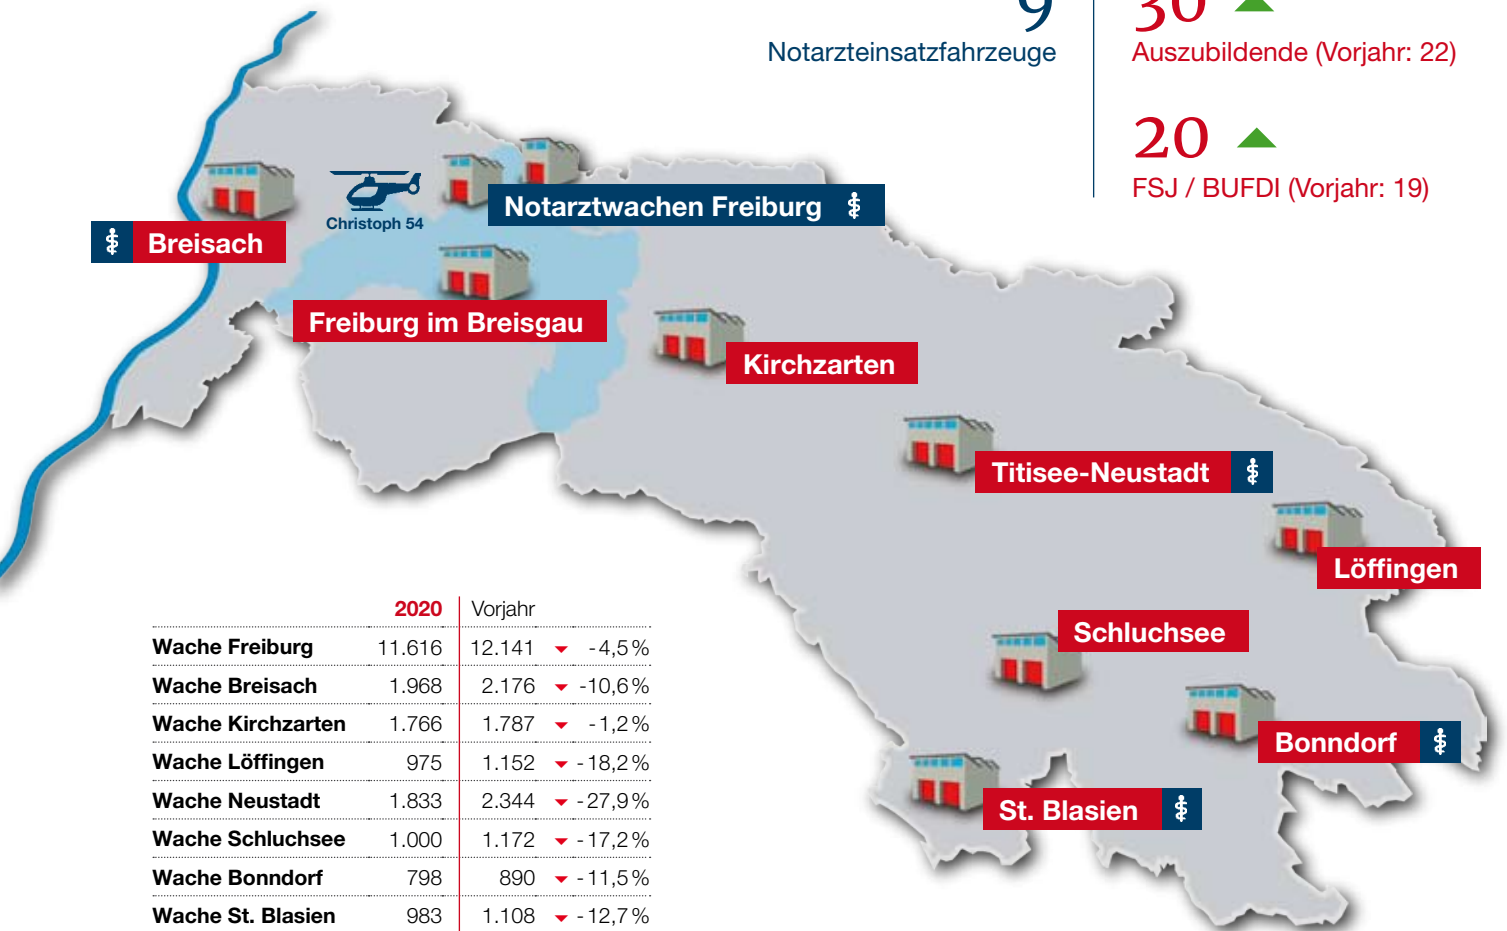 9
Notarzteinsatzfahrzeuge
30
Auszubildende (Vorjahr: 22)
20
FSJ / BUFDI (Vorjahr: 19)
Christoph 54
Notarztwachen Freiburg
Breisach
Freiburg im Breisgau
Kirchzarten
Titisee-Neustadt
Löffingen
Schluchsee
Bonndorf
St. Blasien
2020 Vorjahr
Wache Freiburg 11.616 12.141 -4,5%
Wache Breisach 1.968 2.176 -10,6%
Wache Kirchzarten 1.766 1.787 -1,2%
Wache Löffingen 975 1.152 -18,2%
Wache Neustadt 1.833 2.344 -27,9%
Wache Schluchsee 1.000 1.172 -17,2%
Wache Bonndorf 798 890 -11,5%
Wache St. Blasien 983 1.108 -12,7%